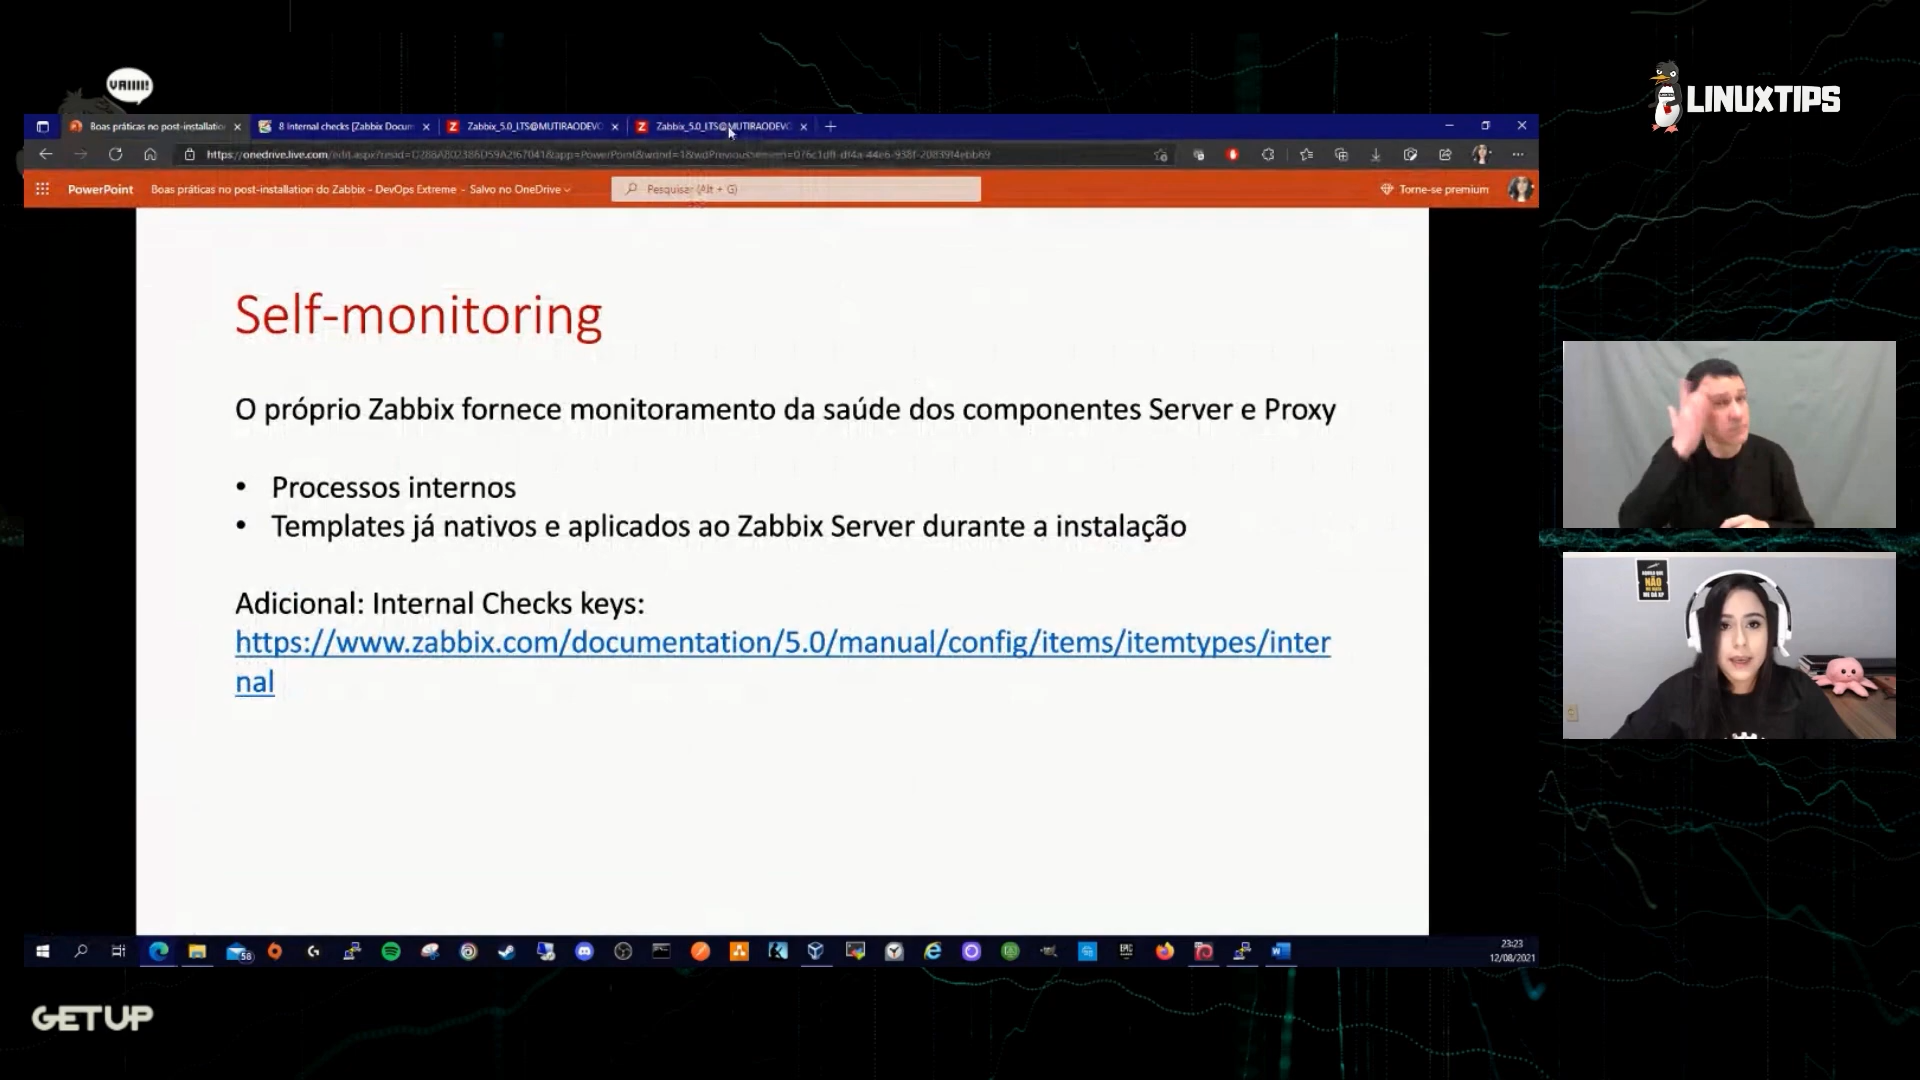 VAIIII!
LINUXTIPS
Boas práticas no post-installatio
8 Internal checks [Zabbix Docum
Zabbix_5.0_LTS@MUTIRAODEVO
Zabbix_5.0_LTS@MUTIRAODEVO
PowerPoint
Boas práticas no post-installation do Zabbix - DevOps Extreme - Salvo no OneDrive
Pesquisar (Alt + G)
Torne-se premium
Self-monitoring
O próprio Zabbix fornece monitoramento da saúde dos componentes Server e Proxy
• Processos internos
• Templates já nativos e aplicados ao Zabbix Server durante a instalação
Adicional: Internal Checks keys:
https://www.zabbix.com/documentation/5.0/manual/config/items/itemtypes/inter
nal
NÃO
58
23:23
12/08/2021
GETUP